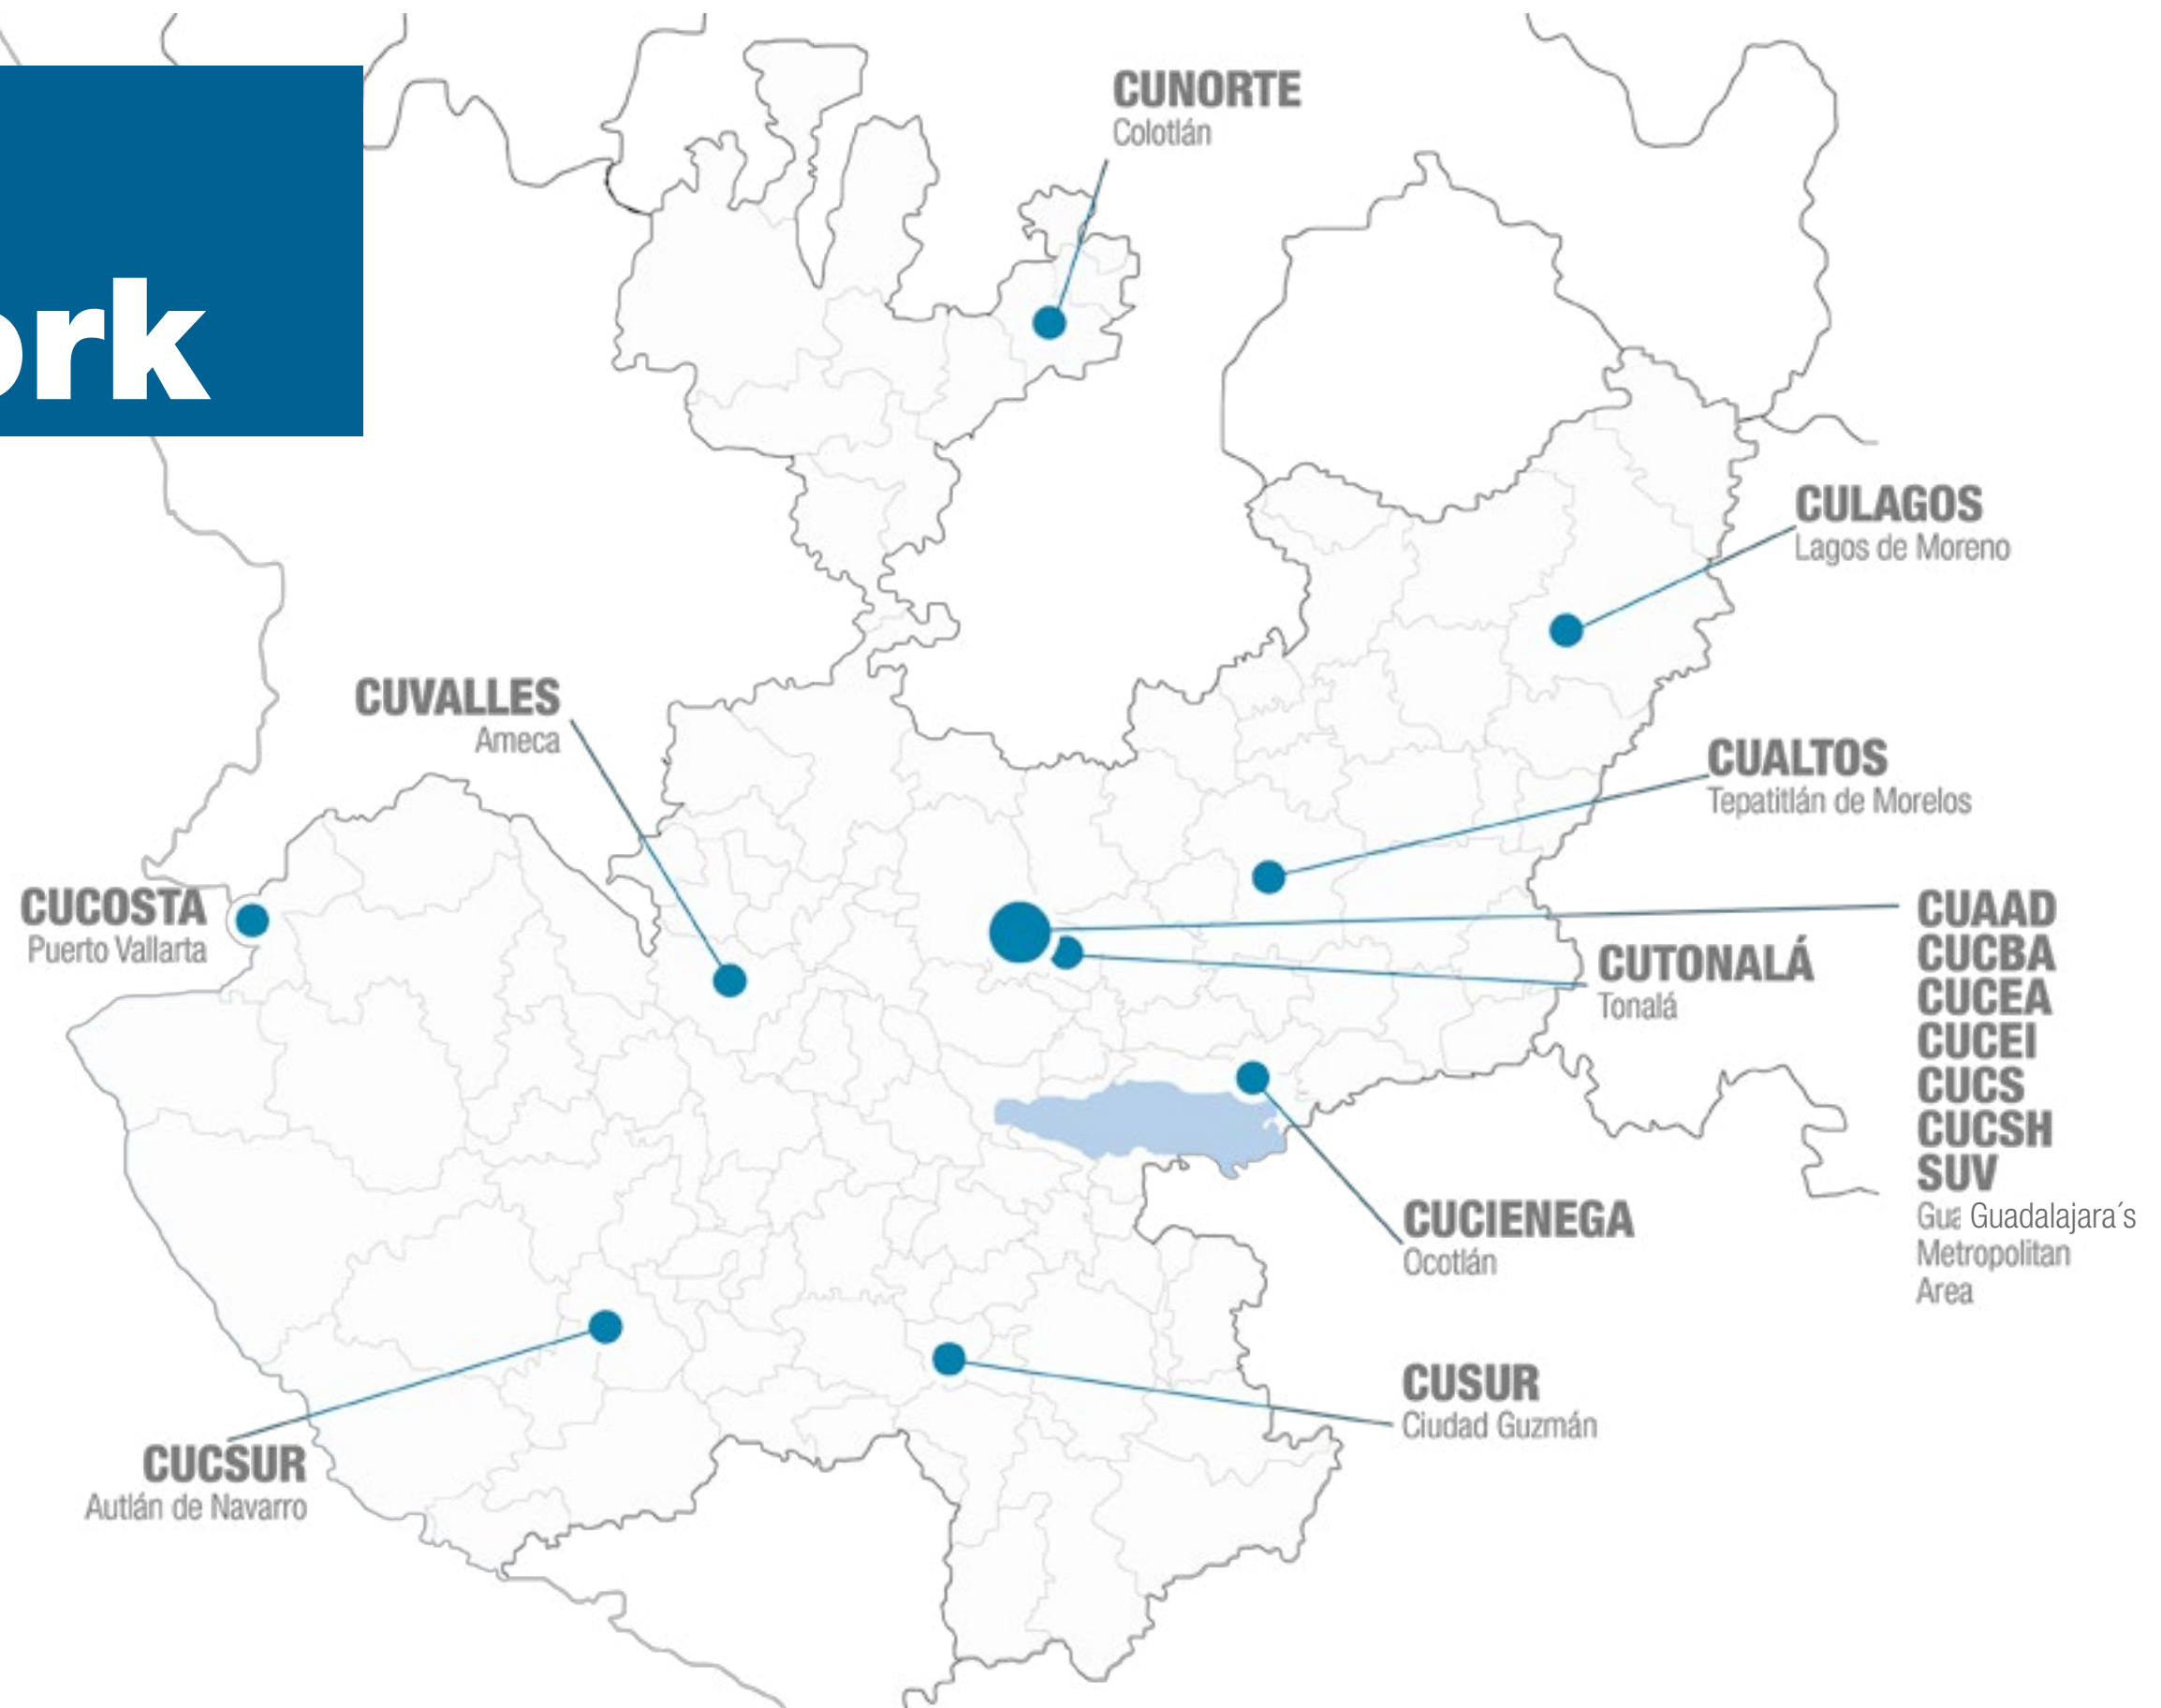 ork
CUNORTE
Colotlán
CULAGOS
Lagos de Moreno
CUVALLES
Ameca
CUALTOS
Tepatitlán de Morelos
CUCOSTA
Puerto Vallarta
CUAAD
CUCBA
CUCEA
CUCEI
CUCS
CUCSH
SUV
Gua Guadalajara´s
Metropolitan
Area
CUTONALÁ
Tonalá
CUCIENEGA
Ocotlán
CUSUR
Ciudad Guzmán
CUCSUR
Autlán de Navarro